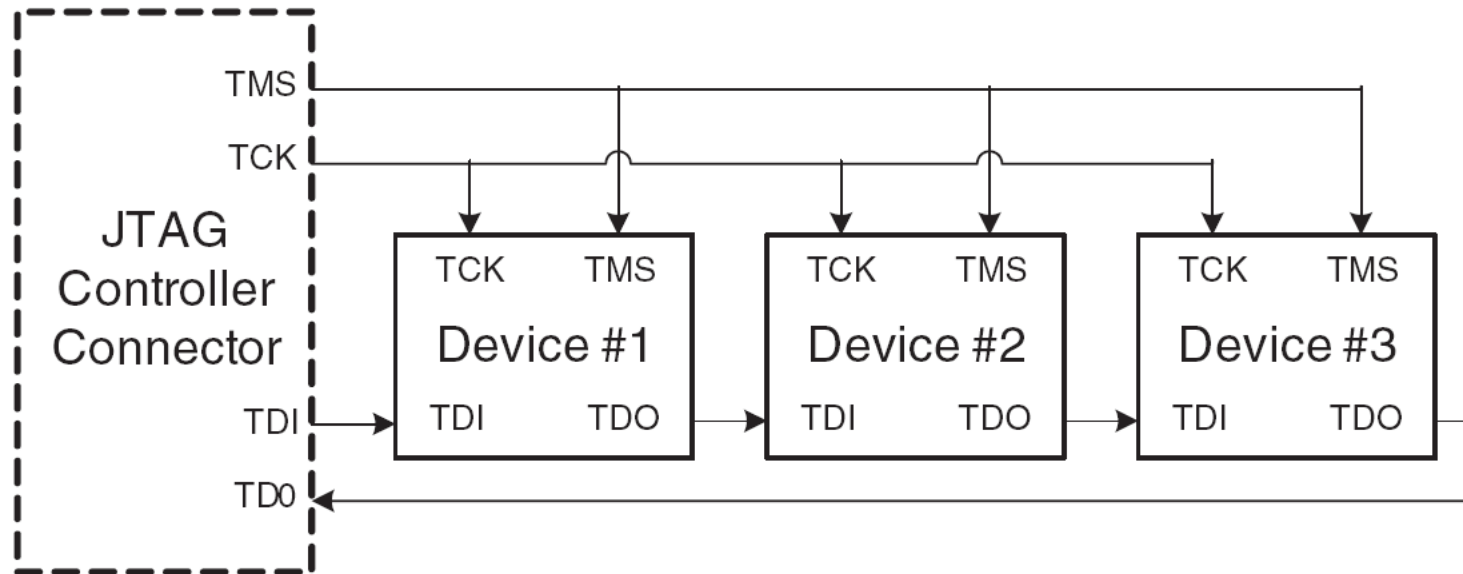 TMS
TCK
JTAG
Controller
Connector
TDI
TD0
TCK TMS
Device #1
TDI TDO
TCK TMS
Device #2
TDI TDO
TCK TMS
Device #3
TDI TDO